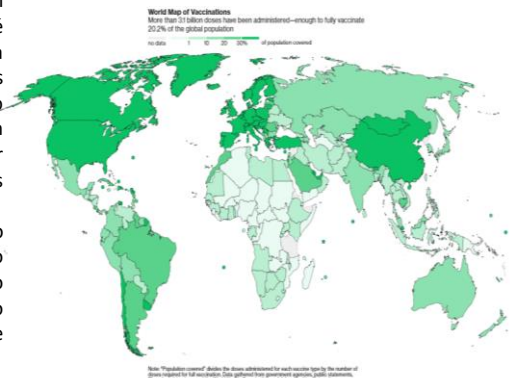 World Map of Vaccinations
More than 3.1 billion doses have been administered—enough to fully vaccinate
20.2% of the global population
no data 1 10 20 30% of population covered
Note: "Population covered" divides the doses administered for each vaccine type by the number of
doses required for full vaccination. Data gathered from government agencies, public statements,